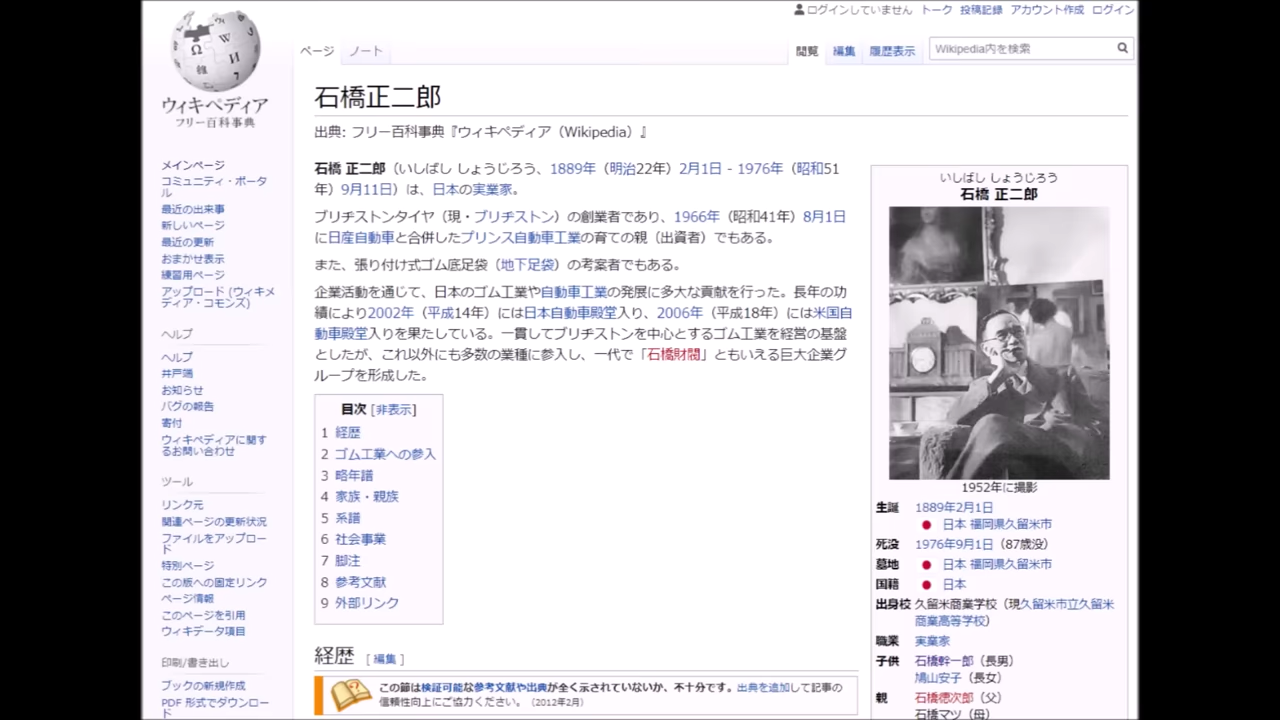 ログインしていません トーク 投稿記録 アカウント作成 ログイン
ページ ノート 閲覧 編集 履歴表示 Wikipedia内を検索
ウィキペディア
フリー百科事典
メインページ
コミュニティ・ポータ
ル
最近の出来事
新しいページ
最近の更新
おまかせ表示
練習用ページ
アップロード (ウィキメ
ディア・コモンズ)
ヘルプ
ヘルプ
井戸端
お知らせ
バグの報告
寄付
ウィキペディアに関す
るお問い合わせ
ツール
リンク元
関連ページの更新状況
ファイルをアップロー
ド
特別ページ
この版への固定リンク
ページ情報
このページを引用
ウィキデータ項目
印刷/書き出し
ブックの新規作成
PDF 形式でダウンロー
ド
石橋正二郎
出典: フリー百科事典『ウィキペディア（Wikipedia）』
石橋 正二郎（いしばし しょうじろう、1889年（明治22年）2月1日 - 1976年（昭和51
年）9月11日）は、日本の実業家。
ブリヂストンタイヤ（現・ブリヂストン）の創業者であり、1966年（昭和41年）8月1日
に日産自動車と合併したプリンス自動車工業の育ての親（出資者）でもある。
また、張り付け式ゴム底足袋（地下足袋）の考案者でもある。
企業活動を通じて、日本のゴム工業や自動車工業の発展に多大な貢献を行った。長年の功
績により2002年（平成14年）には日本自動車殿堂入り、2006年（平成18年）には米国自
動車殿堂入りを果たしている。一貫してブリヂストンを中心とするゴム工業を経営の基盤
としたが、これ以外にも多数の業種に参入し、一代で「石橋財閥」ともいえる巨大企業グ
ループを形成した。
目次 [非表示]
1 経歴
2 ゴム工業への参入
3 略年譜
4 家族・親族
5 系譜
6 社会事業
7 脚注
8 参考文献
9 外部リンク
経歴 [ 編集 ]
この節は検証可能な参考文献や出典が全く示されていないか、不十分です。出典を追加して記事の
信頼性向上にご協力ください。（2012年2月）
いしばし しょうじろう
石橋 正二郎
1952年に撮影
生誕 1889年2月1日
日本 福岡県久留米市
死没 1976年9月1日（87歳没）
墓地 日本 福岡県久留米市
国籍 日本
出身校 久留米商業学校（現久留米市立久留米
商業高等学校）
職業 実業家
子供 石橋幹一郎（長男）
鳩山安子（長女）
親 石橋徳次郎（父）
石橋マツ（母）